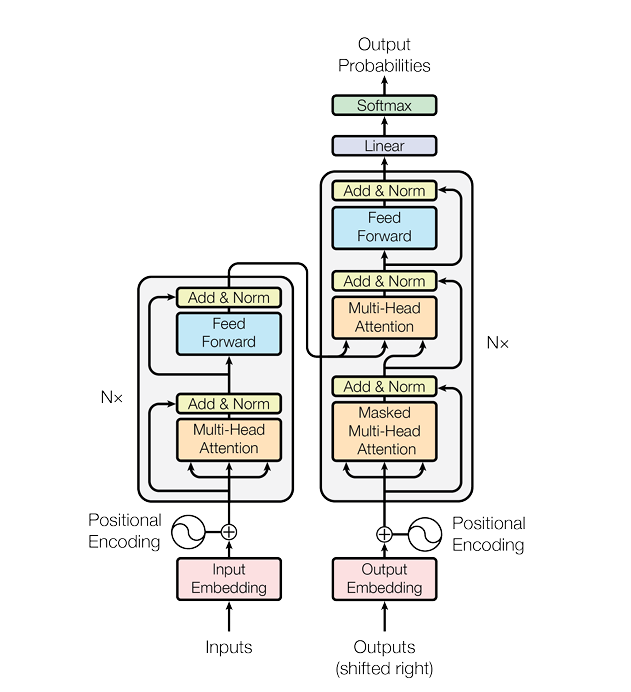 Output
Probabilities
Softmax
Linear
Add & Norm
Feed
Forward
Add & Norm
Multi-Head
Attention
Add & Norm
Masked
Multi-Head
Attention
Nx
Positional
Encoding
Output
Embedding
Outputs
(shifted right)
Add & Norm
Feed
Forward
Add & Norm
Multi-Head
Attention
N×
Positional
Encoding
Input
Embedding
Inputs